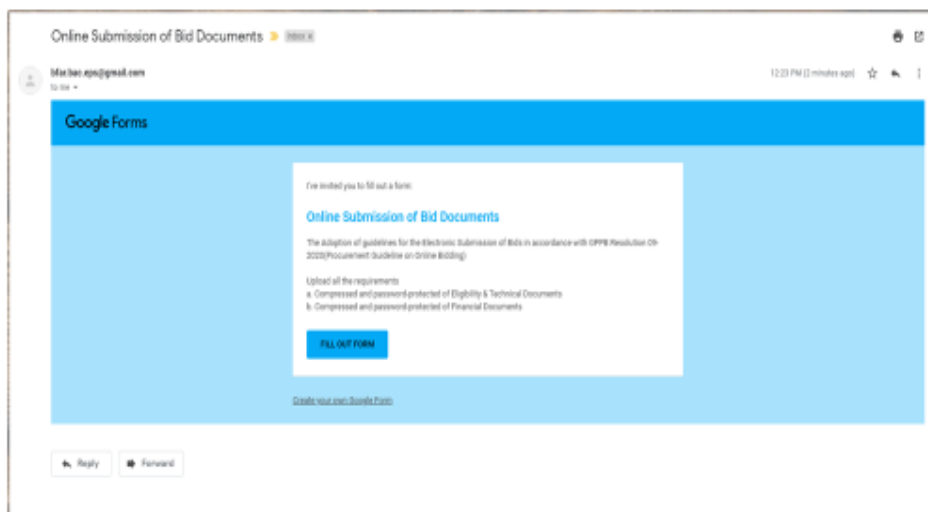 Online Submission of Bid Documents Inbox x
bfar.bac.eps@gmail.com 12:23 PM (2 minutes ago)
to me
Google Forms
I've invited you to fill out a form:
Online Submission of Bid Documents
The Adoption of guidelines for the Electronic Submission of Bids in accordance with GPPB Resolution 09-
2020(Procurement Guideline on Online Bidding)
Upload all the requirements
a. Compressed and password-protected of Eligibility & Technical Documents
b. Compressed and password-protected of Financial Documents
FILL OUT FORM
Create your own Google Form
Reply Forward